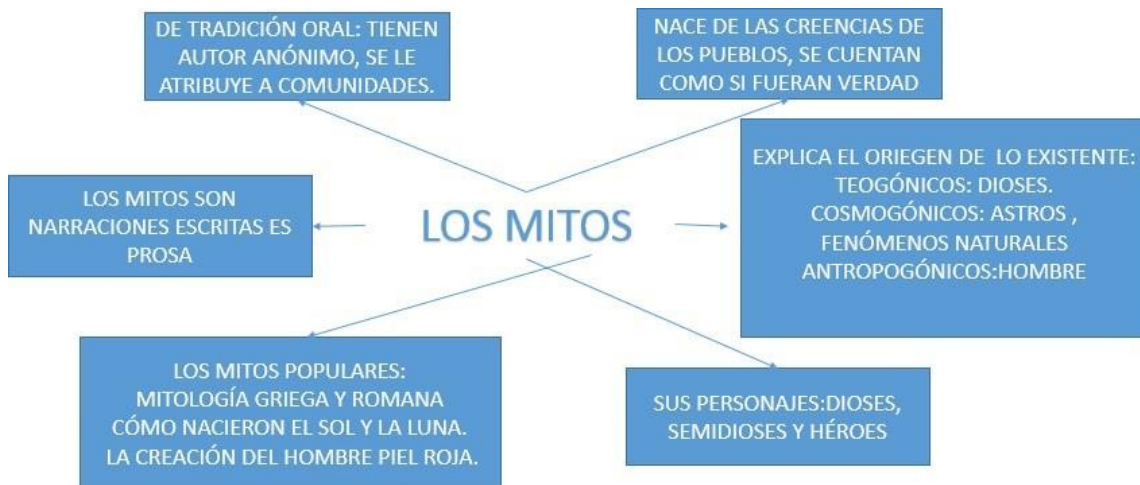 DE TRADICIÓN ORAL: TIENEN
AUTOR ANÓNIMO, SE LE
ATRIBUYE A COMUNIDADES.
NACE DE LAS CREENCIAS DE
LOS PUEBLOS, SE CUENTAN
COMO SI FUERAN VERDAD
LOS MITOS SON
NARRACIONES ESCRITAS ES
PROSA
LOS MITOS
EXPLICA EL ORIEGEN DE LO EXISTENTE:
TEOGÓNICOS: DIOSES.
COSMOGÓNICOS: ASTROS ,
FENÓMENOS NATURALES
ANTROPOGÓNICOS:HOMBRE
LOS MITOS POPULARES:
MITOLOGÍA GRIEGA Y ROMANA
CÓMO NACIERON EL SOL Y LA LUNA.
LA CREACIÓN DEL HOMBRE PIEL ROJA.
SUS PERSONAJES:DIOSES,
SEMIDIOSES Y HÉROES